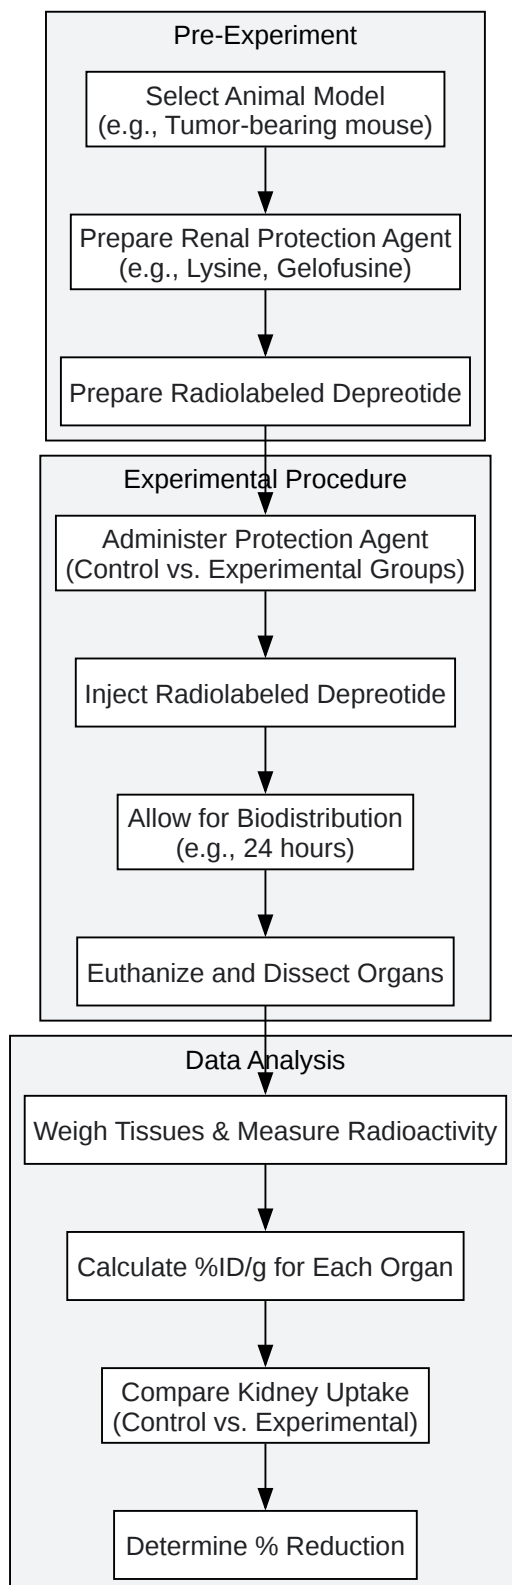 Pre-Experiment
Select Animal Model
(e.g., Tumor-bearing mouse)
Prepare Renal Protection Agent
(e.g., Lysine, Gelofusine)
Prepare Radiolabeled Depreotide
Experimental Procedure
Administer Protection Agent
(Control vs. Experimental Groups)
Inject Radiolabeled Depreotide
Allow for Biodistribution
(e.g., 24 hours)
Euthanize and Dissect Organs
Data Analysis
Weigh Tissues & Measure Radioactivity
Calculate %ID/g for Each Organ
Compare Kidney Uptake
(Control vs. Experimental)
Determine % Reduction